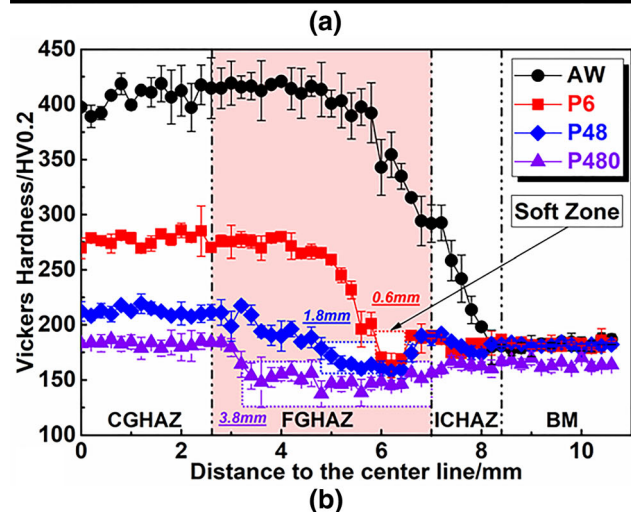 (a)
Vickers Hardness/HV0.2
450
400
350
300
250
200
150
100
AW
P6
P48
P480
Soft Zone
0.6mm
1.8mm
3.8mm
CGHAZ FGHAZ ICHAZ BM
0 2 4 6 8 10
Distance to the center line/mm
(b)